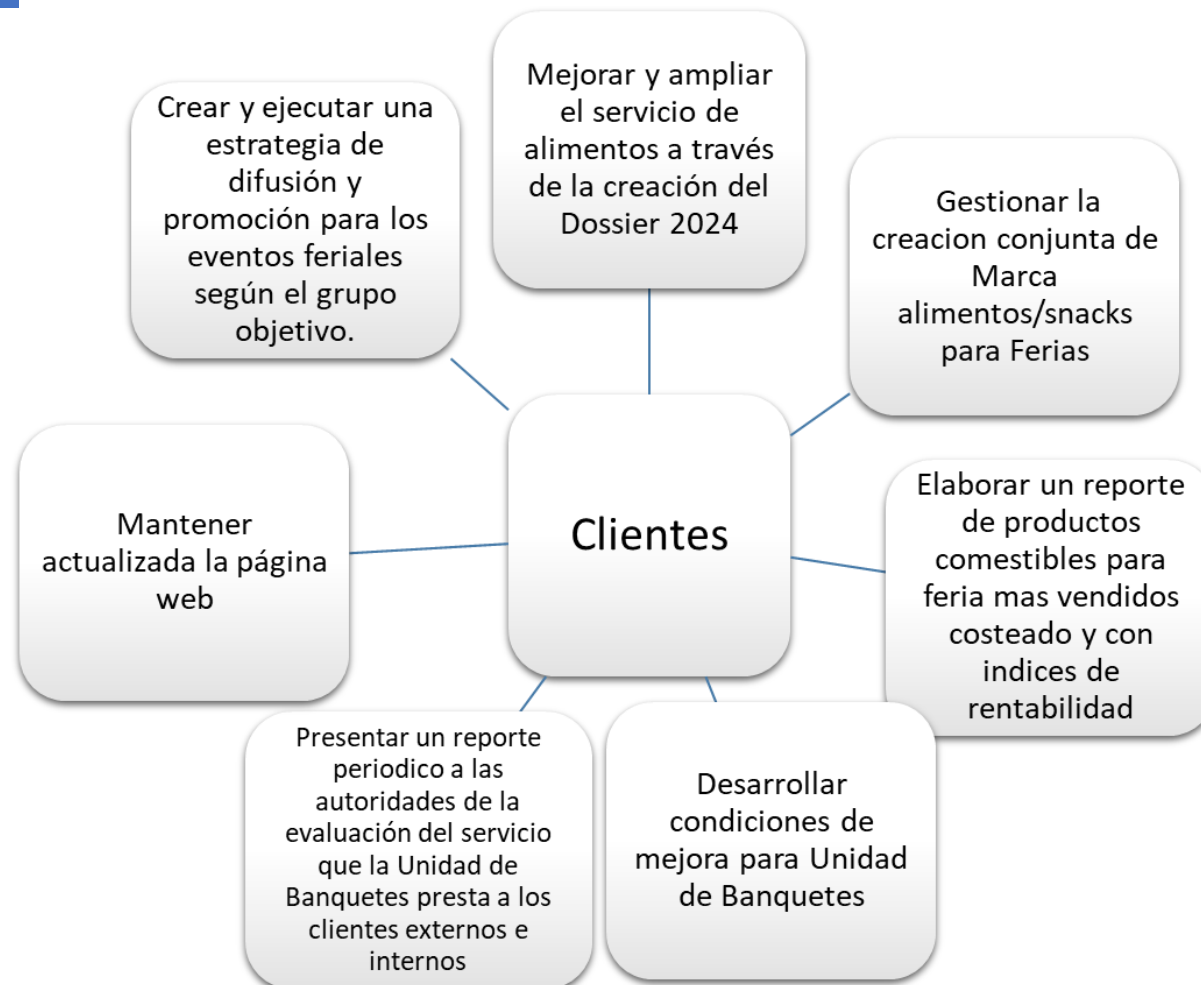 Mejorar y ampliar
el servicio de
alimentos a través
de la creación del
Dossier 2024
Gestionar la
creacion conjunta de
Marca
alimentos/snacks
para Ferias
Elaborar un reporte
de productos
comestibles para
feria mas vendidos
costeado y con
indices de
rentabilidad
Desarrollar
condiciones de
mejora para Unidad
de Banquetes
Presentar un reporte
periodico a las
autoridades de la
evaluación del servicio
que la Unidad de
Banquetes presta a los
clientes externos e
internos
Mantener
actualizada la página
web
Crear y ejecutar una
estrategia de
difusión y
promoción para los
eventos feriales
según el grupo
objetivo.
Clientes